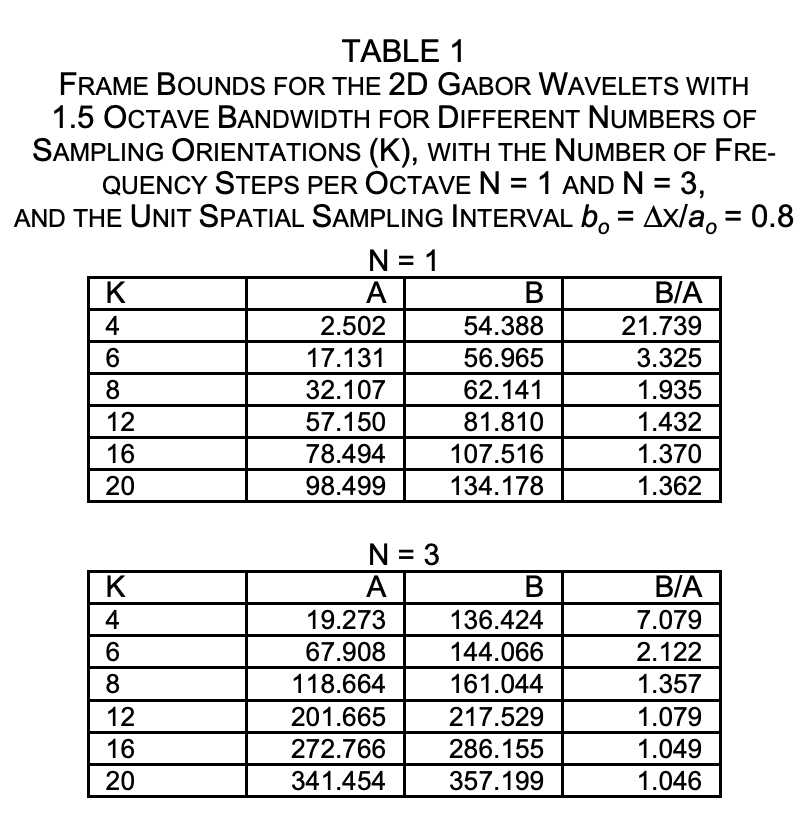 TABLE 1
FRAME BOUNDS FOR THE 2D GABOR WAVELETS WITH
1.5 OCTAVE BANDWIDTH FOR DIFFERENT NUMBERS OF
SAMPLING ORIENTATIONS (K), WITH THE NUMBER OF FRE-
QUENCY STEPS PER OCTAVE N = 1 AND N = 3,
AND THE UNIT SPATIAL SAMPLING INTERVAL bₒ = Δx/aₒ = 0.8
N = 1
K A B B/A
4 2.502 54.388 21.739
6 17.131 56.965 3.325
8 32.107 62.141 1.935
12 57.150 81.810 1.432
16 78.494 107.516 1.370
20 98.499 134.178 1.362
N = 3
K A B B/A
4 19.273 136.424 7.079
6 67.908 144.066 2.122
8 118.664 161.044 1.357
12 201.665 217.529 1.079
16 272.766 286.155 1.049
20 341.454 357.199 1.046